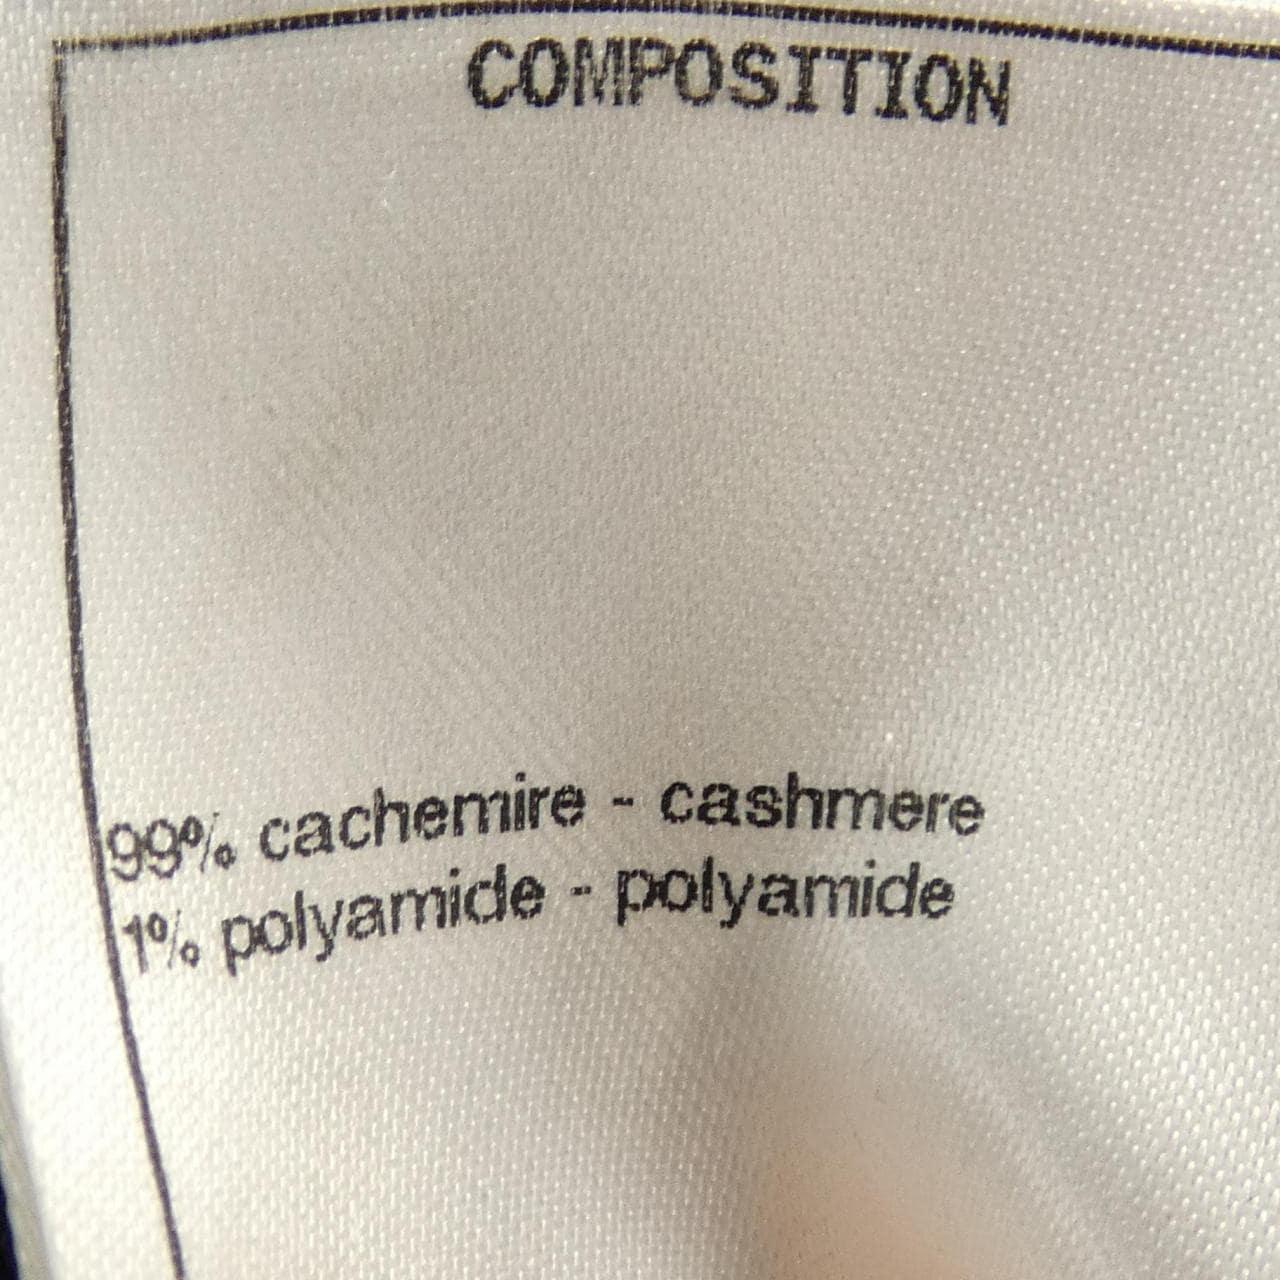 COMPOSITION
99% cachemire - cashmere
1% polyamide - polyamide